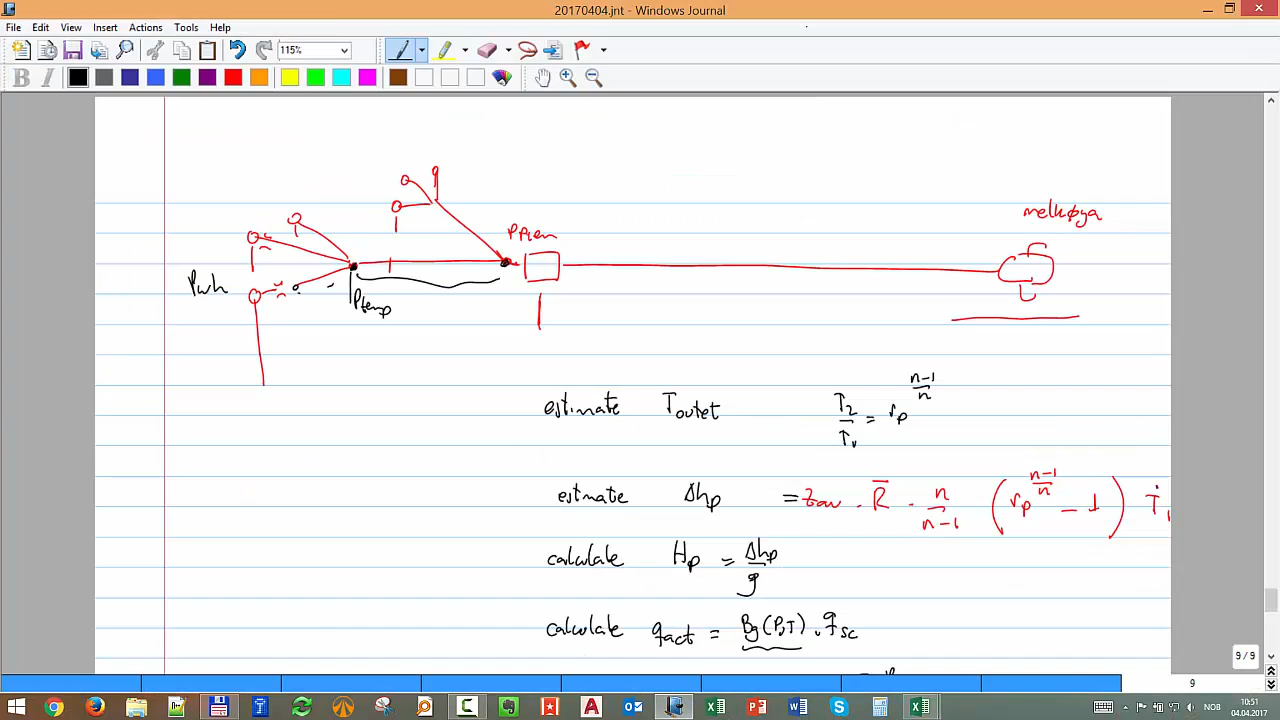 20170404.jnt - Windows Journal
File Edit View Insert Actions Tools Help
115%
B I
melkøya
Pwh
Ptemp
estimate Toutet T2/T1 = rp^(n-1/n)
estimate Δhp = Zav · R̅ · n/n-1 (rp^(n-1/n) - 1) T1
calculate Hp = Δhp/g
calculate qact = Bg(P,T) · qsc
9/9
9
NOB
10:51
04.04.2017